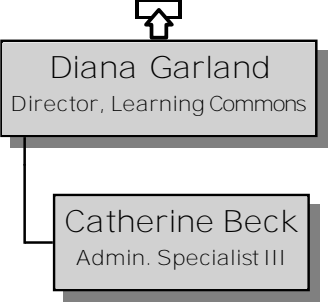 Diana Garland
Director, Learning Commons
Catherine Beck
Admin. Specialist III